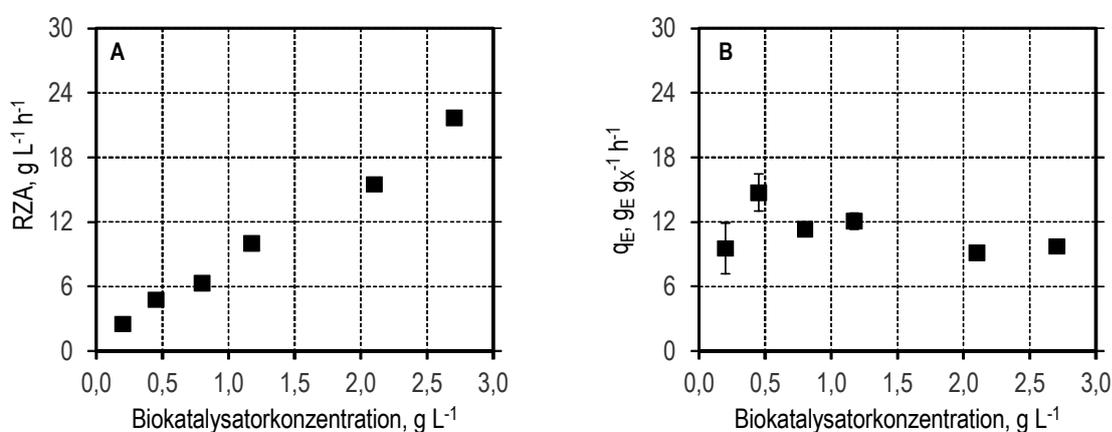 A
RZA, g L-1 h-1
30
24
18
12
6
0
0,0 0,5 1,0 1,5 2,0 2,5 3,0
Biokatalysatorkonzentration, g L-1
B
qE, gE gX-1 h-1
30
24
18
12
6
0
0,0 0,5 1,0 1,5 2,0 2,5 3,0
Biokatalysatorkonzentration, g L-1